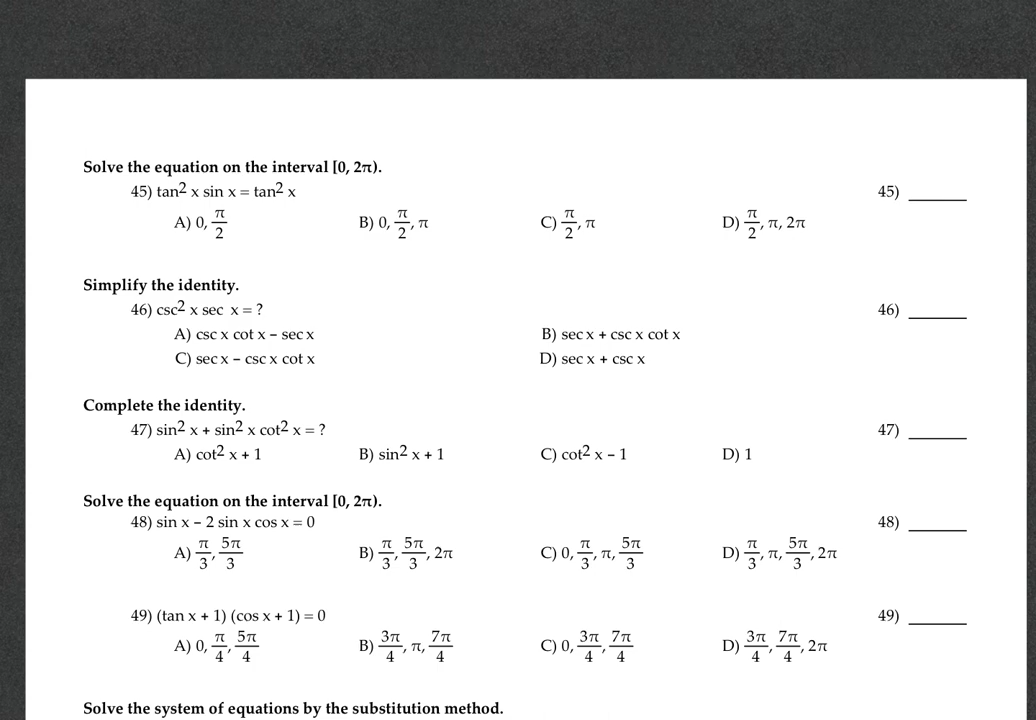 Solve the equation on the interval [0, 2π).
45) tan² x sin x = tan² x 45) ______
A) 0, π/2 B) 0, π/2, π C) π/2, π D) π/2, π, 2π
Simplify the identity.
46) csc² x sec x = ? 46) ______
A) csc x cot x – sec x B) sec x + csc x cot x
C) sec x – csc x cot x D) sec x + csc x
Complete the identity.
47) sin² x + sin² x cot² x = ? 47) ______
A) cot² x + 1 B) sin² x + 1 C) cot² x – 1 D) 1
Solve the equation on the interval [0, 2π).
48) sin x – 2 sin x cos x = 0 48) ______
A) π/3, 5π/3 B) π/3, 5π/3, 2π C) 0, π/3, π, 5π/3 D) π/3, π, 5π/3, 2π
49) (tan x + 1) (cos x + 1) = 0 49) ______
A) 0, π/4, 5π/4 B) 3π/4, π, 7π/4 C) 0, 3π/4, 7π/4 D) 3π/4, 7π/4, 2π
Solve the system of equations by the substitution method.